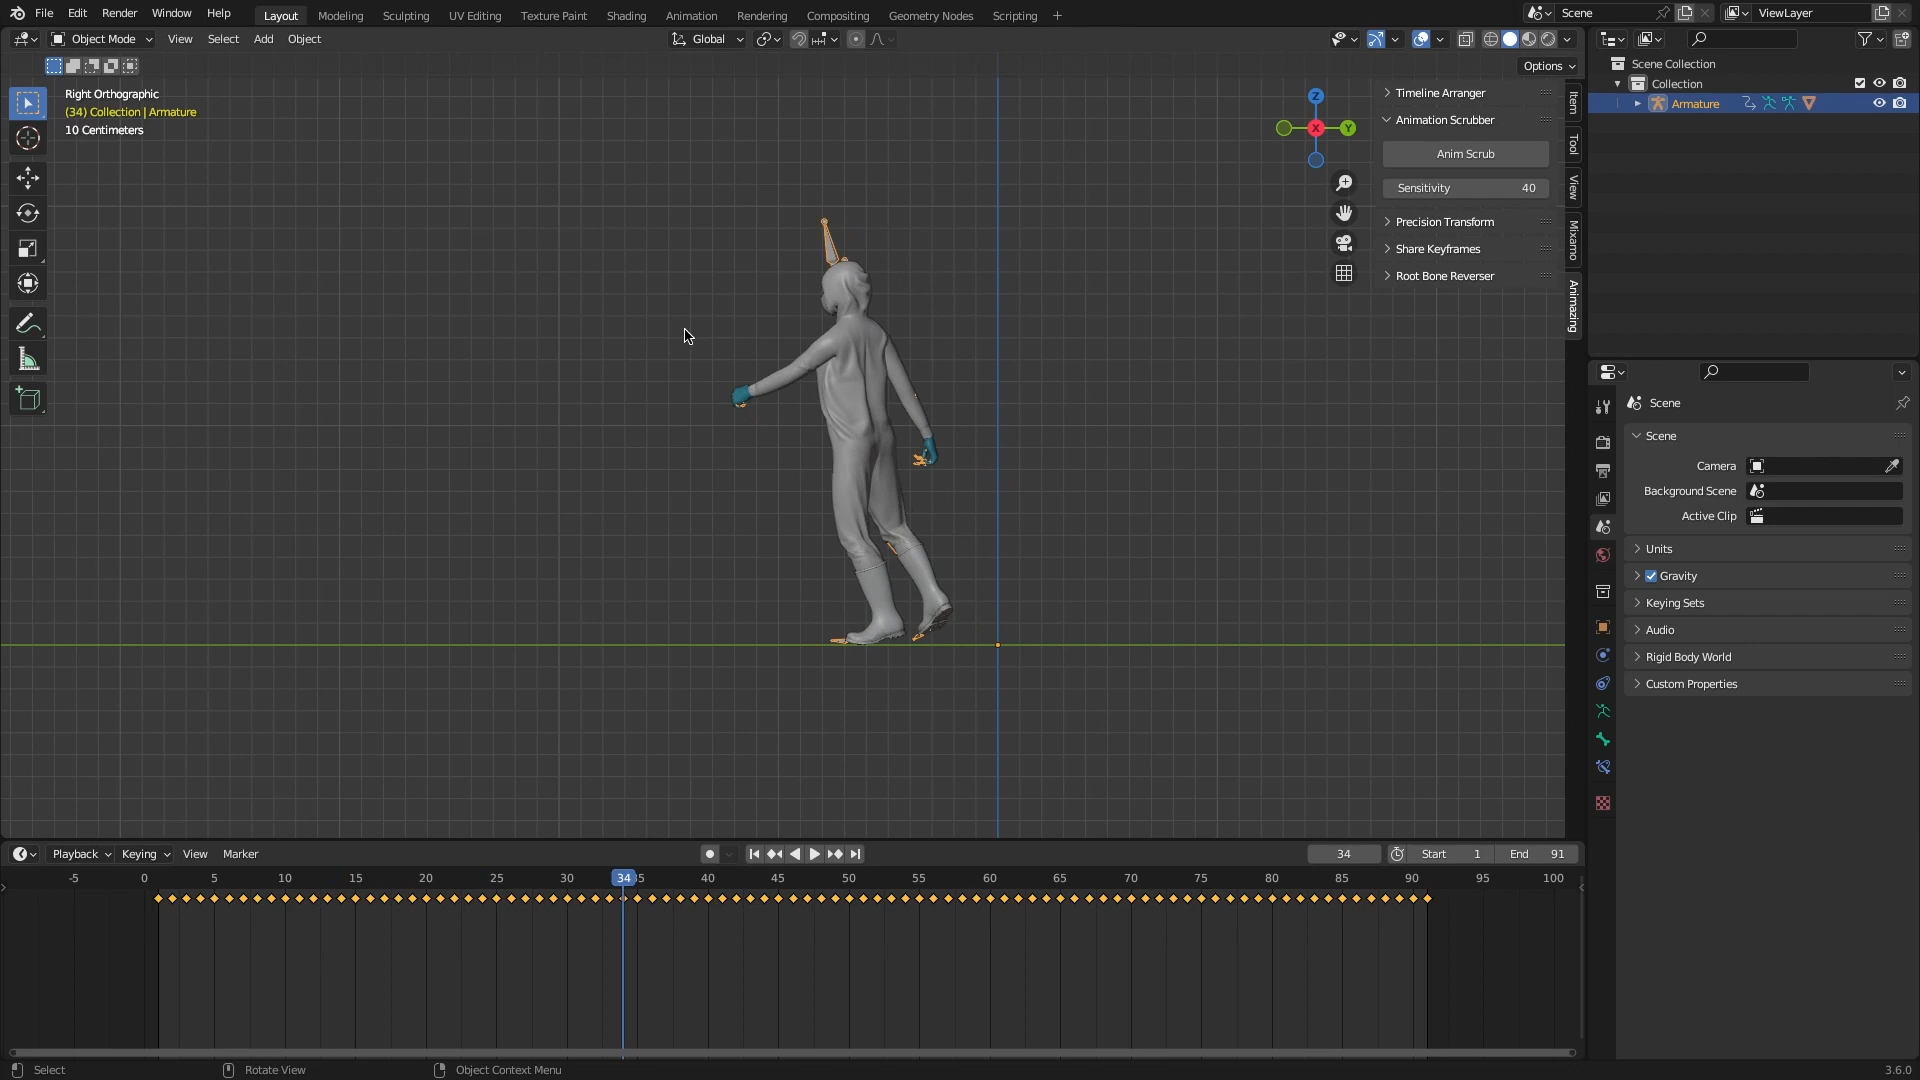 File Edit Render Window Help Layout Modeling Sculpting UV Editing Texture Paint Shading Animation Rendering Compositing Geometry Nodes Scripting + Scene ViewLayer
Object Mode View Select Add Object Global
Options
Right Orthographic
(34) Collection | Armature
10 Centimeters
Z
X
Y
Timeline Arranger
Animation Scrubber
Anim Scrub
Sensitivity 40
Precision Transform
Share Keyframes
Root Bone Reverser
Item
Tool
View
Mixamo
Animazing
Scene Collection
Collection
Armature
Scene
Scene
Camera
Background Scene
Active Clip
Units
Gravity
Keying Sets
Audio
Rigid Body World
Custom Properties
Playback Keying View Marker 34 Start 1 End 91
-5 0 5 10 15 20 25 30 34 35 40 45 50 55 60 65 70 75 80 85 90 95 100
Select Rotate View Object Context Menu 3.6.0